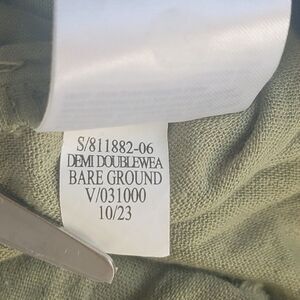 S/811882-06
DEMI DOUBLEWEA
BARE GROUND
V/031000
10/23